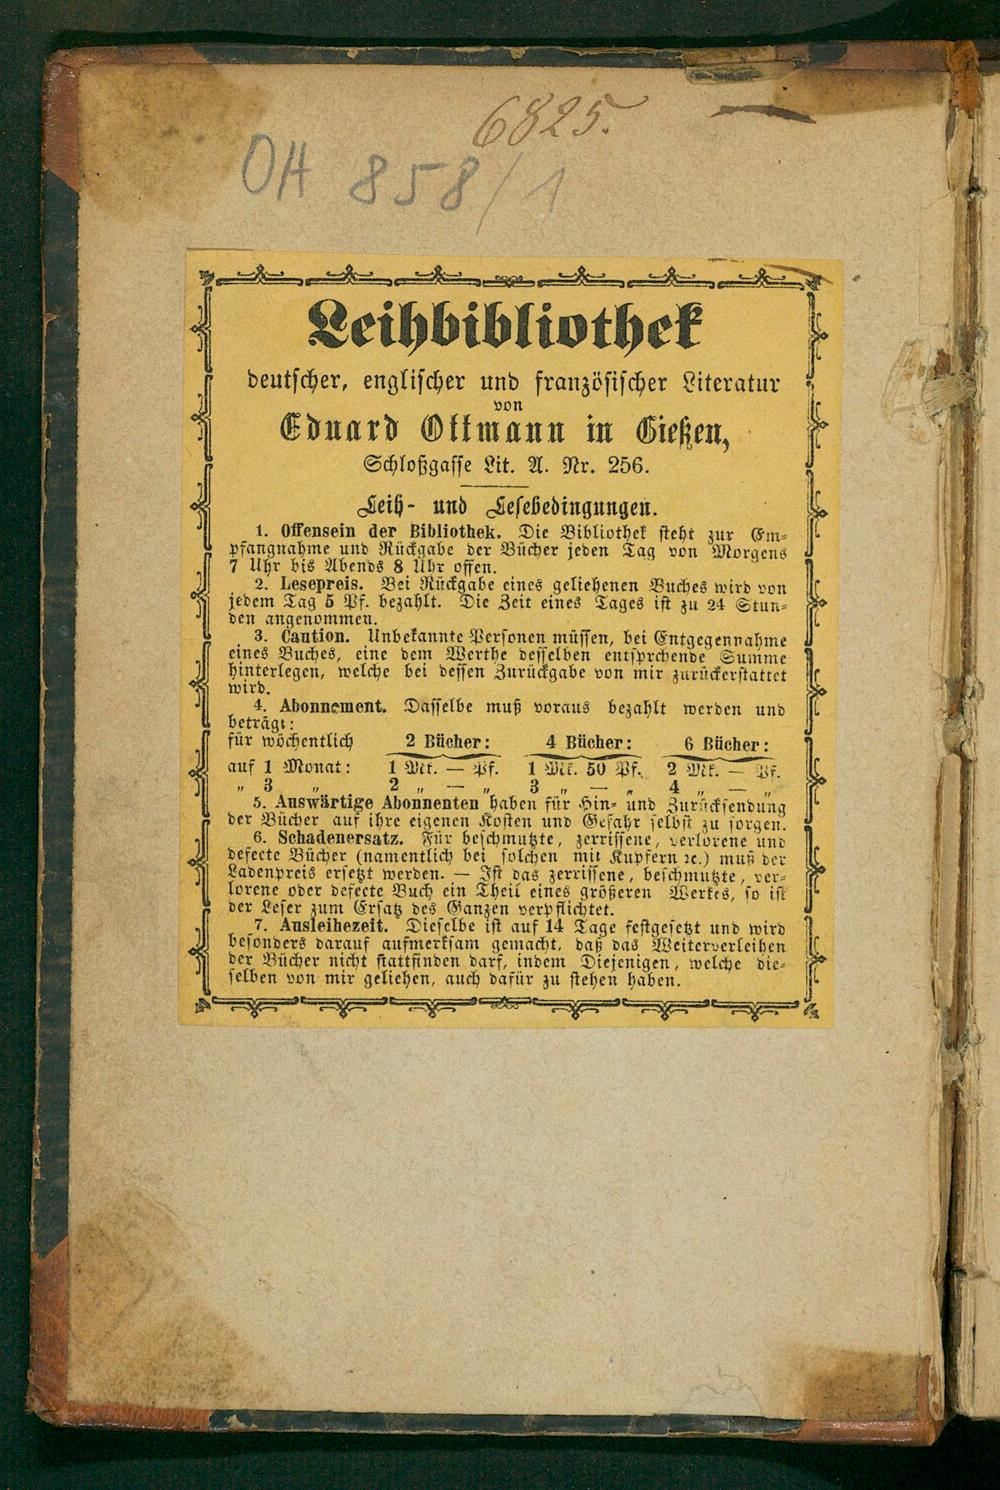 6825.
OH 858/1
Leihbibliothek
deutscher, englischer und französischer Literatur
von
Eduard Ottmann in Gießen,
Schloßgasse Lit. A. Nr. 256.
Leih- und Lesebedingungen.
1. Offensein der Bibliothek. Die Bibliothek steht zur Em-
pfangnahme und Rückgabe der Bücher jeden Tag von Morgens
7 Uhr bis Abends 8 Uhr offen.
2. Lesepreis. Bei Rückgabe eines geliehenen Buches wird von
jedem Tag 5 Pf. bezahlt. Die Zeit eines Tages ist zu 24 Stun-
den angenommen.
3. Caution. Unbekannte Personen müssen, bei Entgegennahme
eines Buches, eine dem Werthe desselben entsprchende Summe
hinterlegen, welche bei dessen Zurückgabe von mir zurückerstattet
wird.
4. Abonnement. Dasselbe muß voraus bezahlt werden und
beträgt:
für wöchentlich 2 Bücher: 4 Bücher: 6 Bücher:
auf 1 Monat: 1 Mk. — Pf. 1 Mk. 50 Pf. 2 Mk. — Pf.
„ 3 „ 2 „ — „ 3 „ — „ 4 „ — „
5. Auswärtige Abonnenten haben für Hin- und Zurücksendung
der Bücher auf ihre eigenen Kosten und Gefahr selbst zu sorgen.
6. Schadenersatz. Für beschmutzte, zerrissene, verlorene und
defecte Bücher (namentlich bei solchen mit Kupfern ꝛc.) muß der
Ladenpreis ersetzt werden. — Ist das zerrissene, beschmutzte, ver-
lorene oder defecte Buch ein Theil eines größeren Werkes, so ist
der Leser zum Ersatz des Ganzen verpflichtet.
7. Ausleihezeit. Dieselbe ist auf 14 Tage festgesetzt und wird
besonders darauf aufmerksam gemacht, daß das Weiterverleihen
der Bücher nicht stattfinden darf, indem Diejenigen, welche die-
selben von mir geliehen, auch dafür zu stehen haben.